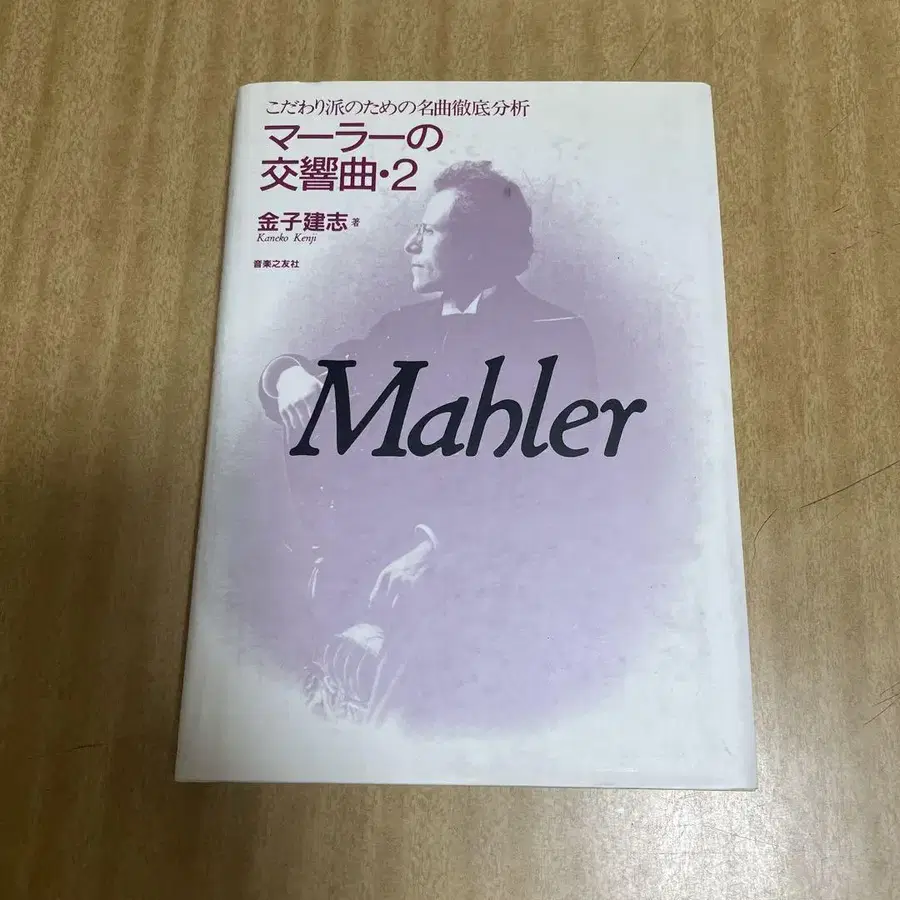 こだわり派のための名曲徹底分析
マーラーの
交響曲・2
金子建志 著
Kaneko Kenji
音楽之友社
Mahler